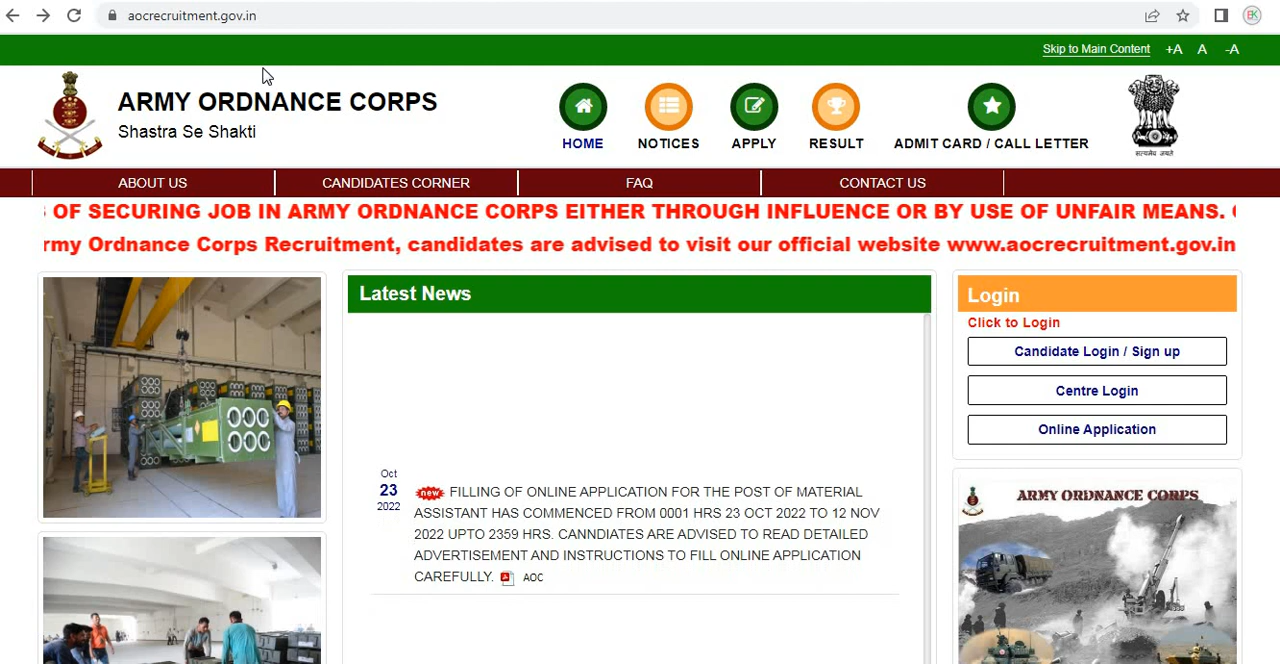 aocrecruitment.gov.in
Skip to Main Content +A A -A
ARMY ORDNANCE CORPS
Shastra Se Shakti
HOME NOTICES APPLY RESULT ADMIT CARD / CALL LETTER
सत्यमेव जयते
ABOUT US CANDIDATES CORNER FAQ CONTACT US
OF SECURING JOB IN ARMY ORDNANCE CORPS EITHER THROUGH INFLUENCE OR BY USE OF UNFAIR MEANS.
rmy Ordnance Corps Recruitment, candidates are advised to visit our official website www.aocrecruitment.gov.in
Latest News
Oct
23
2022
new FILLING OF ONLINE APPLICATION FOR THE POST OF MATERIAL
ASSISTANT HAS COMMENCED FROM 0001 HRS 23 OCT 2022 TO 12 NOV
2022 UPTO 2359 HRS. CANNDIATES ARE ADVISED TO READ DETAILED
ADVERTISEMENT AND INSTRUCTIONS TO FILL ONLINE APPLICATION
CAREFULLY. AOC
Login
Click to Login
Candidate Login / Sign up
Centre Login
Online Application
ARMY ORDNANCE CORPS